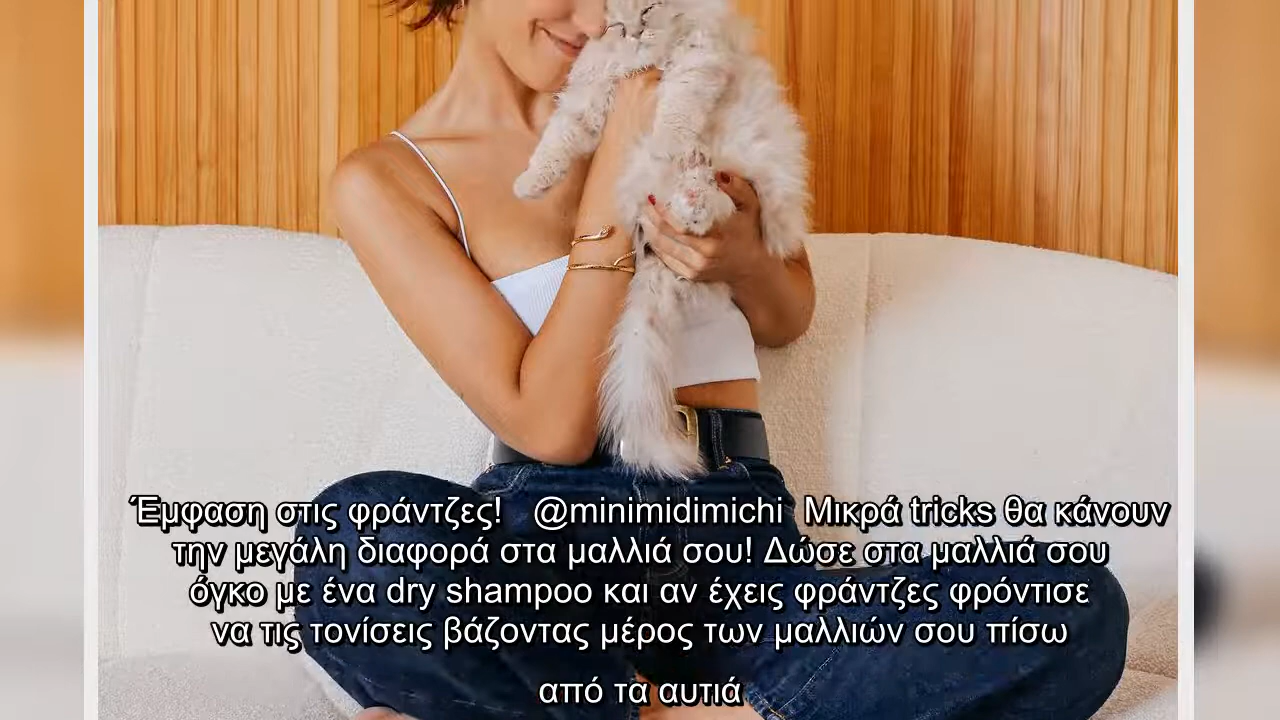 Έμφαση στις φράντζες! @minimidimichi Μικρά tricks θα κάνουν
την μεγάλη διαφορά στα μαλλιά σου! Δώσε στα μαλλιά σου
όγκο με ένα dry shampoo και αν έχεις φράντζες φρόντισε
να τις τονίσεις βάζοντας μέρος των μαλλιών σου πίσω
από τα αυτιά